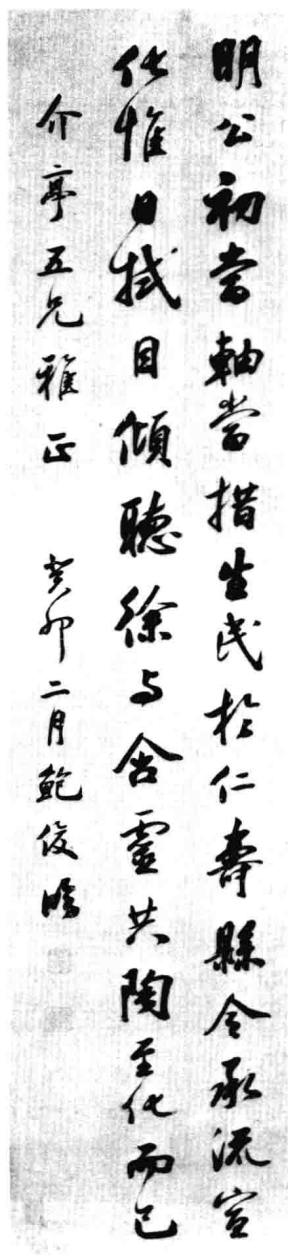 明公初當軸當措生民於仁壽縣令承流宣
化惟日拭目傾聽徐與含靈共陶至化而已
介亭五兄雅正 癸卯二月鮑俊